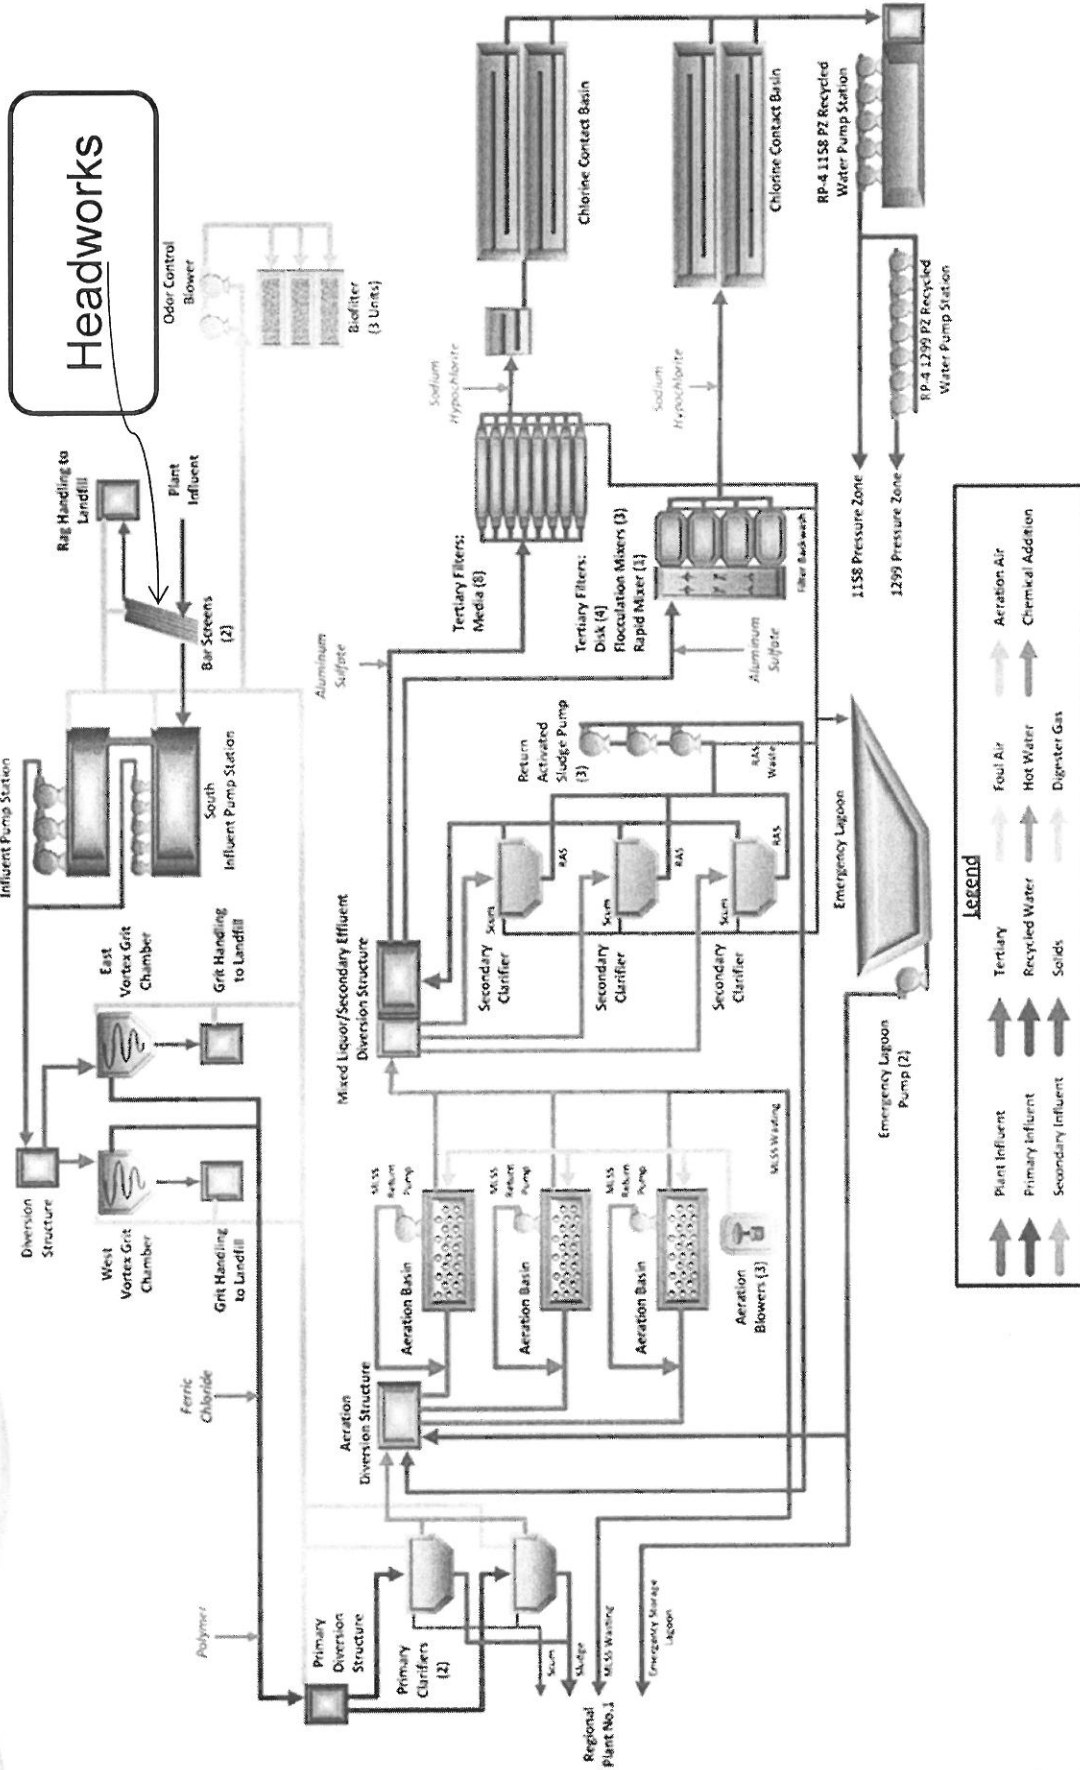 Headworks
Rag Handling to
Landfill
Plant
Influent
Bar Screens
(2)
Odor Control
Blower
Biofilter
(3 Units)
Influent Pump Station
South
Influent Pump Station
Diversion
Structure
East
Vortex Grit
Chamber
Grit Handling
to Landfill
West
Vortex Grit
Chamber
Grit Handling
to Landfill
Ferric
Chloride
Polymer
Primary
Diversion
Structure
Primary
Clarifiers
(2)
Scum
Sludge
MLSS Wasting
Emergency Storage
Lagoon
Regional
Plant No.1
Aeration
Diversion Structure
MLSS
Return
Pump
Aeration Basin
MLSS
Return
Pump
Aeration Basin
MLSS
Return
Pump
Aeration Basin
Aeration
Blowers (3)
MLSS Wasting
Mixed Liquor/Secondary Effluent
Diversion Structure
Secondary
Clarifier
Scum
RAS
Secondary
Clarifier
Scum
RAS
Secondary
Clarifier
Scum
RAS
Return
Activated
Sludge Pump
(3)
RAS
Waste
Aluminum
Sulfate
Tertiary Filters:
Media (8)
Sodium
Hypochlorite
Chlorine Contact Basin
Tertiary Filters:
Disk (4)
Flocculation Mixers (3)
Rapid Mixer (1)
Aluminum
Sulfate
Filter Backwash
Sodium
Hypochlorite
Chlorine Contact Basin
RP-4 1158 PZ Recycled
Water Pump Station
RP-4 1299 PZ Recycled
Water Pump Station
1158 Pressure Zone
1299 Pressure Zone
Emergency Lagoon
Emergency Lagoon
Pump (2)
Legend
Plant Influent
Tertiary
Foul Air
Aeration Air
Primary Influent
Recycled Water
Hot Water
Chemical Addition
Secondary Influent
Solids
Digester Gas